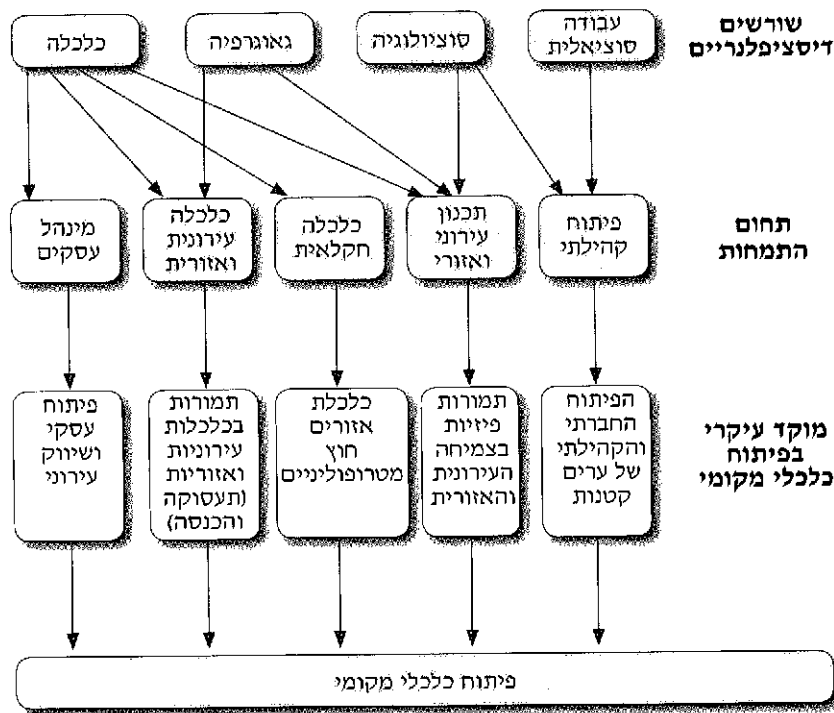 שורשים
דיסציפלנריים
עבודה
סוציאלית
סוציולוגיה
גאוגרפיה
כלכלה
תחום
התמחות
פיתוח
קהילתי
תכנון
עירוני
ואזורי
כלכלה
חקלאית
כלכלה
עירונית
ואזורית
מינהל
עסקים
מוקד עיקרי
בפיתוח
כלכלי מקומי
הפיתוח
החברתי
והקהילתי
של ערים
קטנות
תמורות
פיזיות
בצמיחה
העירונית
והאזורית
כלכלת
אזורים
חוץ
מטרופוליניים
תמורות
בכלכלות
עירוניות
ואזוריות
(תעסוקה
והכנסה)
פיתוח
עסקי
ושיווק
עירוני
פיתוח כלכלי מקומי